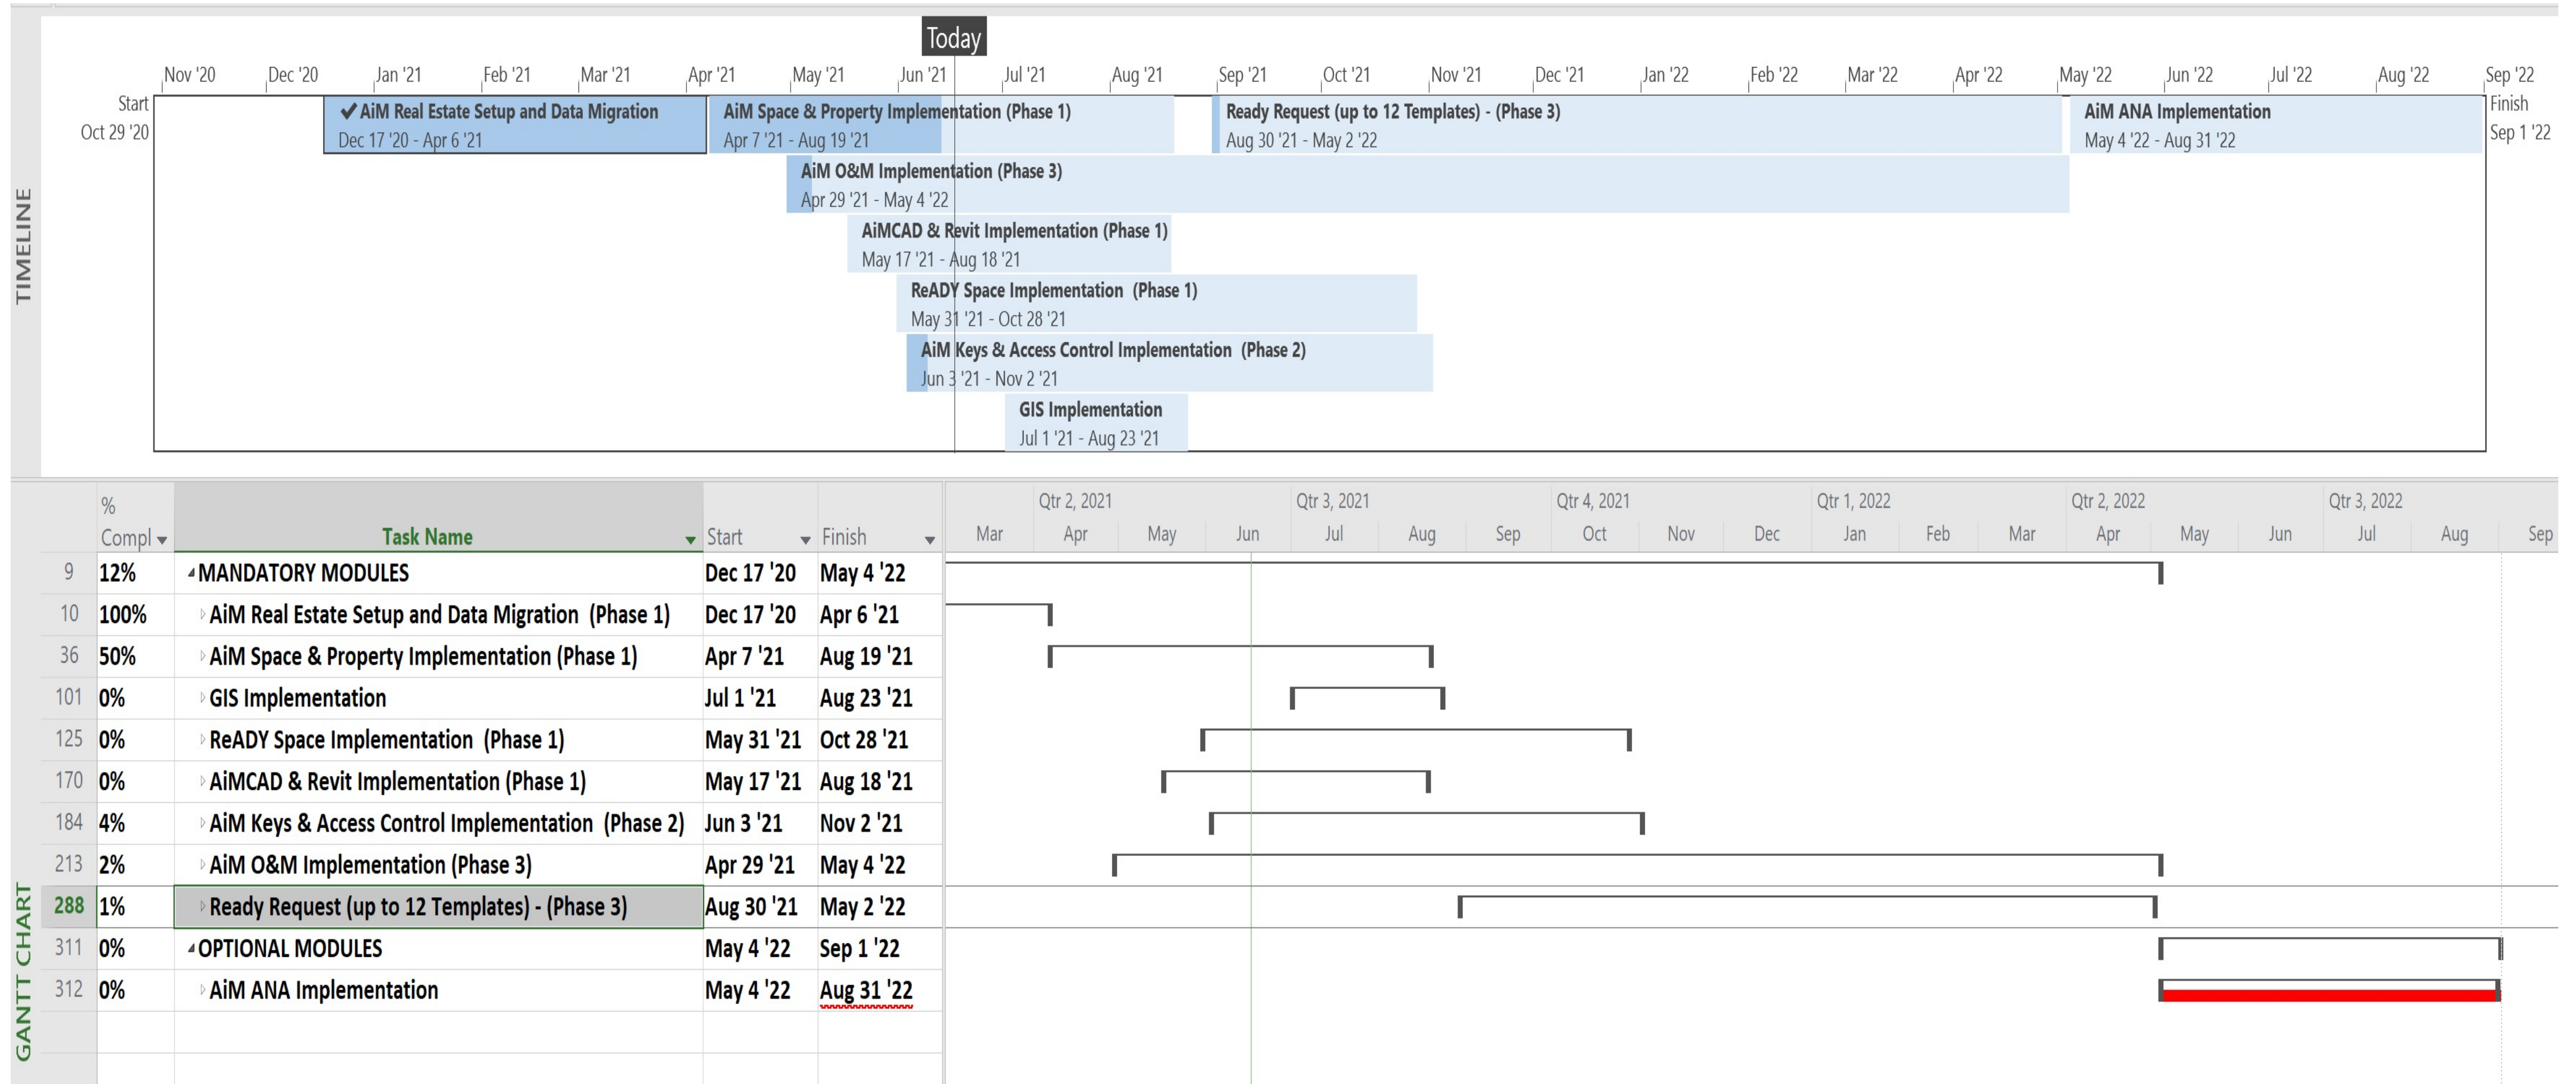 Today
Nov '20 Dec '20 Jan '21 Feb '21 Mar '21 Apr '21 May '21 Jun '21 Jul '21 Aug '21 Sep '21 Oct '21 Nov '21 Dec '21 Jan '22 Feb '22 Mar '22 Apr '22 May '22 Jun '22 Jul '22 Aug '22 Sep '22
TIMELINE
Start
Oct 29 '20
✔AiM Real Estate Setup and Data Migration
Dec 17 '20 - Apr 6 '21
AiM Space & Property Implementation (Phase 1)
Apr 7 '21 - Aug 19 '21
Ready Request (up to 12 Templates) - (Phase 3)
Aug 30 '21 - May 2 '22
AiM ANA Implementation
May 4 '22 - Aug 31 '22
Finish
Sep 1 '22
AiM O&M Implementation (Phase 3)
Apr 29 '21 - May 4 '22
AiMCAD & Revit Implementation (Phase 1)
May 17 '21 - Aug 18 '21
ReADY Space Implementation (Phase 1)
May 31 '21 - Oct 28 '21
AiM Keys & Access Control Implementation (Phase 2)
Jun 3 '21 - Nov 2 '21
GIS Implementation
Jul 1 '21 - Aug 23 '21
GANTT CHART
%
Compl Task Name Start Finish
Qtr 2, 2021 Qtr 3, 2021 Qtr 4, 2021 Qtr 1, 2022 Qtr 2, 2022 Qtr 3, 2022
Mar Apr May Jun Jul Aug Sep Oct Nov Dec Jan Feb Mar Apr May Jun Jul Aug Sep
9 12% MANDATORY MODULES Dec 17 '20 May 4 '22
10 100% AiM Real Estate Setup and Data Migration (Phase 1) Dec 17 '20 Apr 6 '21
36 50% AiM Space & Property Implementation (Phase 1) Apr 7 '21 Aug 19 '21
101 0% GIS Implementation Jul 1 '21 Aug 23 '21
125 0% ReADY Space Implementation (Phase 1) May 31 '21 Oct 28 '21
170 0% AiMCAD & Revit Implementation (Phase 1) May 17 '21 Aug 18 '21
184 4% AiM Keys & Access Control Implementation (Phase 2) Jun 3 '21 Nov 2 '21
213 2% AiM O&M Implementation (Phase 3) Apr 29 '21 May 4 '22
288 1% Ready Request (up to 12 Templates) - (Phase 3) Aug 30 '21 May 2 '22
311 0% OPTIONAL MODULES May 4 '22 Sep 1 '22
312 0% AiM ANA Implementation May 4 '22 Aug 31 '22